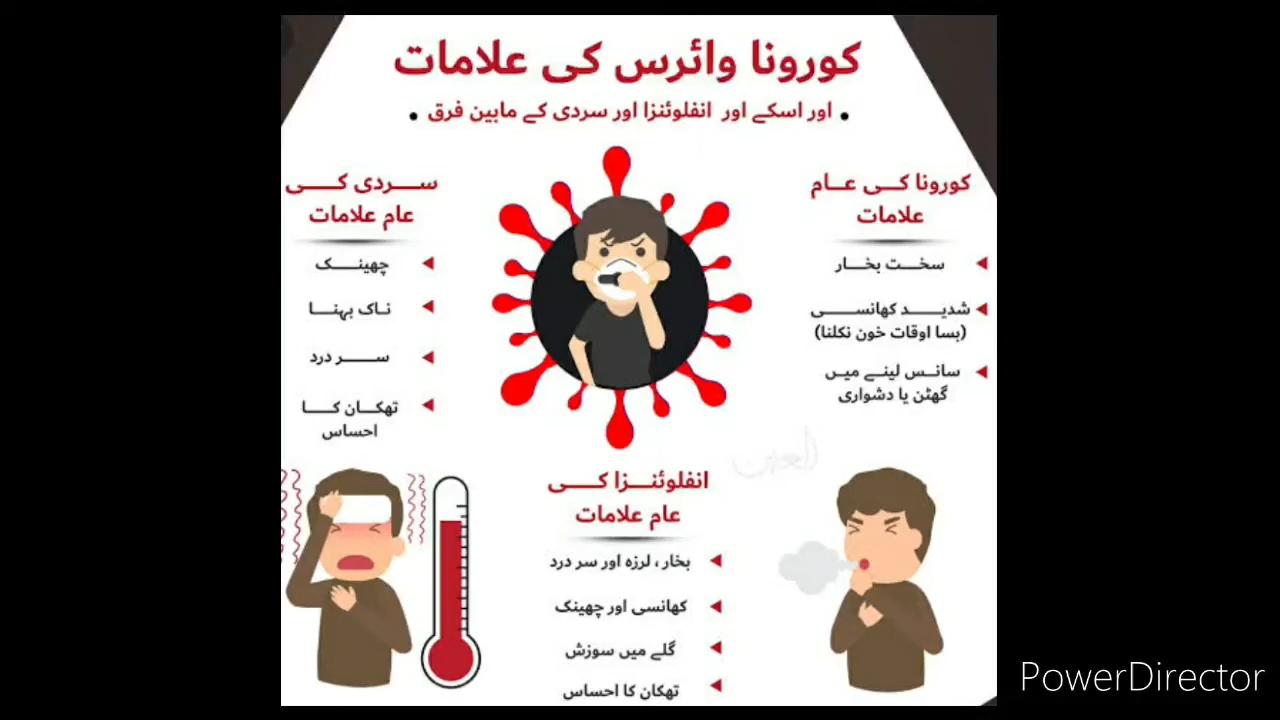 کورونا وائرس کی علامات
اور اسکے اور انفلوئنزا اور سردی کے مابین فرق
کورونا کی عام
علامات
سخت بخار
شدید کھانسی
(بسا اوقات خون نکلنا)
سانس لینے میں
گھٹن یا دشواری
سردی کی
عام علامات
چھینک
ناک بہنا
سر درد
تھکان کا
احساس
انفلوئنزا کی
عام علامات
بخار، لرزہ اور سر درد
کھانسی اور چھینک
گلے میں سوزش
تھکان کا احساس
PowerDirector